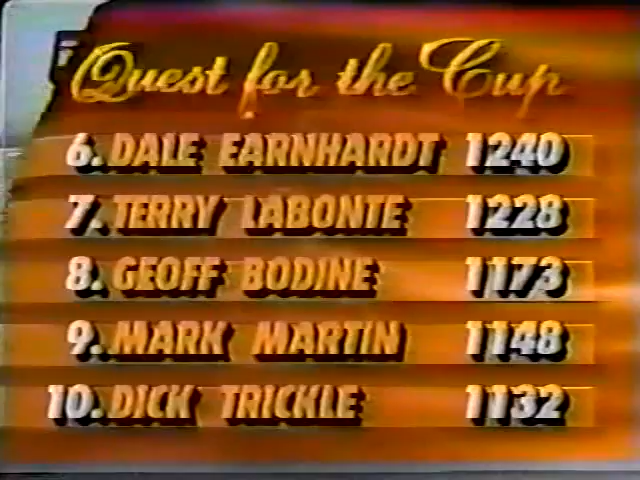 Quest for the Cup
6. DALE EARNHARDT 1240
7. TERRY LABONTE 1228
8. GEOFF BODINE 1173
9. MARK MARTIN 1148
10. DICK TRICKLE 1132